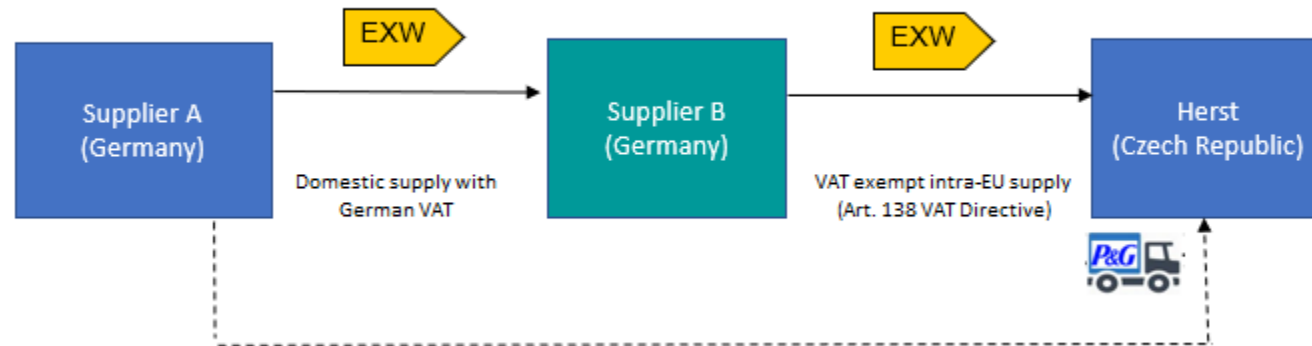 EXW
EXW
Supplier A
(Germany)
Supplier B
(Germany)
Herst
(Czech Republic)
Domestic supply with
German VAT
VAT exempt intra-EU supply
(Art. 138 VAT Directive)
P&G